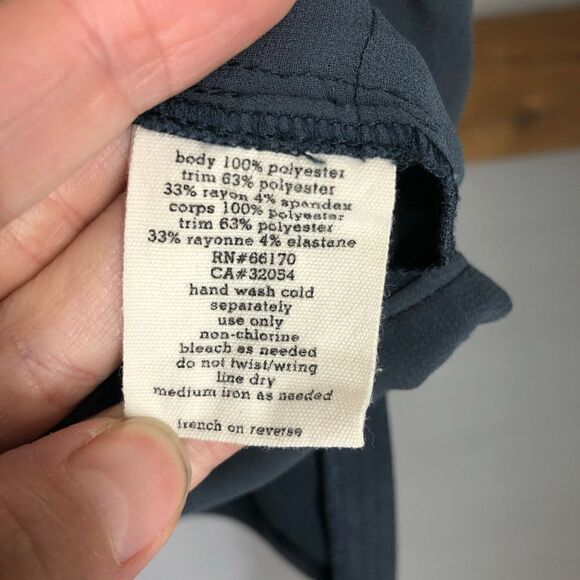 body 100% polyester
trim 63% polyester
33% rayon 4% spandex
corps 100% polyester
trim 63% polyester
33% rayonne 4% elastane
RN#66170
CA#32054
hand wash cold
separately
use only
non-chlorine
bleach as needed
do not twist/wring
line dry
medium iron as needed
french on reverse